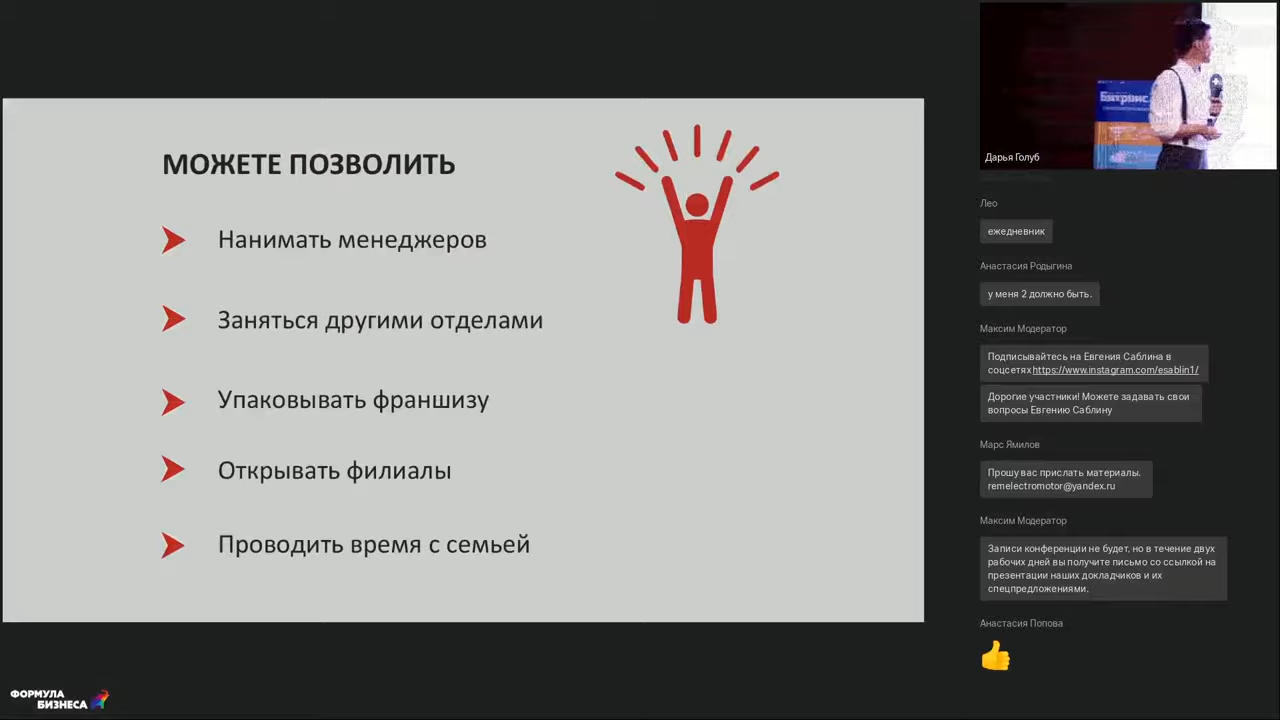 МОЖЕТЕ ПОЗВОЛИТЬ
Нанимать менеджеров
Заняться другими отделами
Упаковывать франшизу
Открывать филиалы
Проводить время с семьей
ФОРМУЛА
БИЗНЕСА
Битрикс
Дарья Голуб
Лео
ежедневник
Анастасия Родыгина
у меня 2 должно быть.
Максим Модератор
Подписывайтесь на Евгения Саблина в
соцсетях https://www.instagram.com/esablin1/
Дорогие участники! Можете задавать свои
вопросы Евгению Саблину
Марс Ямилов
Прошу вас прислать материалы.
remelectromotor@yandex.ru
Максим Модератор
Записи конференции не будет, но в течение двух
рабочих дней вы получите письмо со ссылкой на
презентации наших докладчиков и их
спецпредложениями.
Анастасия Попова